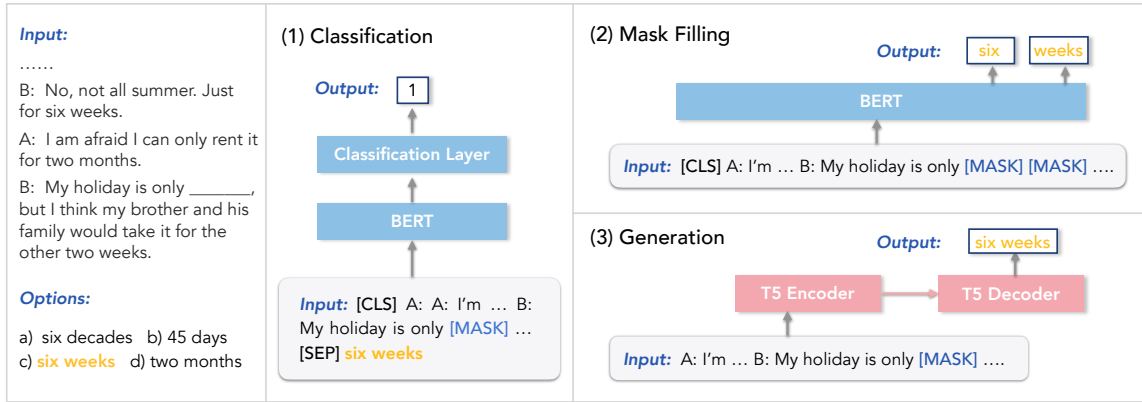 Input:
......
B: No, not all summer. Just
for six weeks.
A: I am afraid I can only rent it
for two months.
B: My holiday is only _______,
but I think my brother and his
family would take it for the
other two weeks.
Options:
a) six decades b) 45 days
c) six weeks d) two months
(1) Classification
Output: 1
Classification Layer
BERT
Input: [CLS] A: A: I'm ... B:
My holiday is only [MASK] ...
[SEP] six weeks
(2) Mask Filling
Output: six weeks
BERT
Input: [CLS] A: I'm ... B: My holiday is only [MASK] [MASK] ....
(3) Generation
Output: six weeks
T5 Encoder T5 Decoder
Input: A: I'm ... B: My holiday is only [MASK] ....